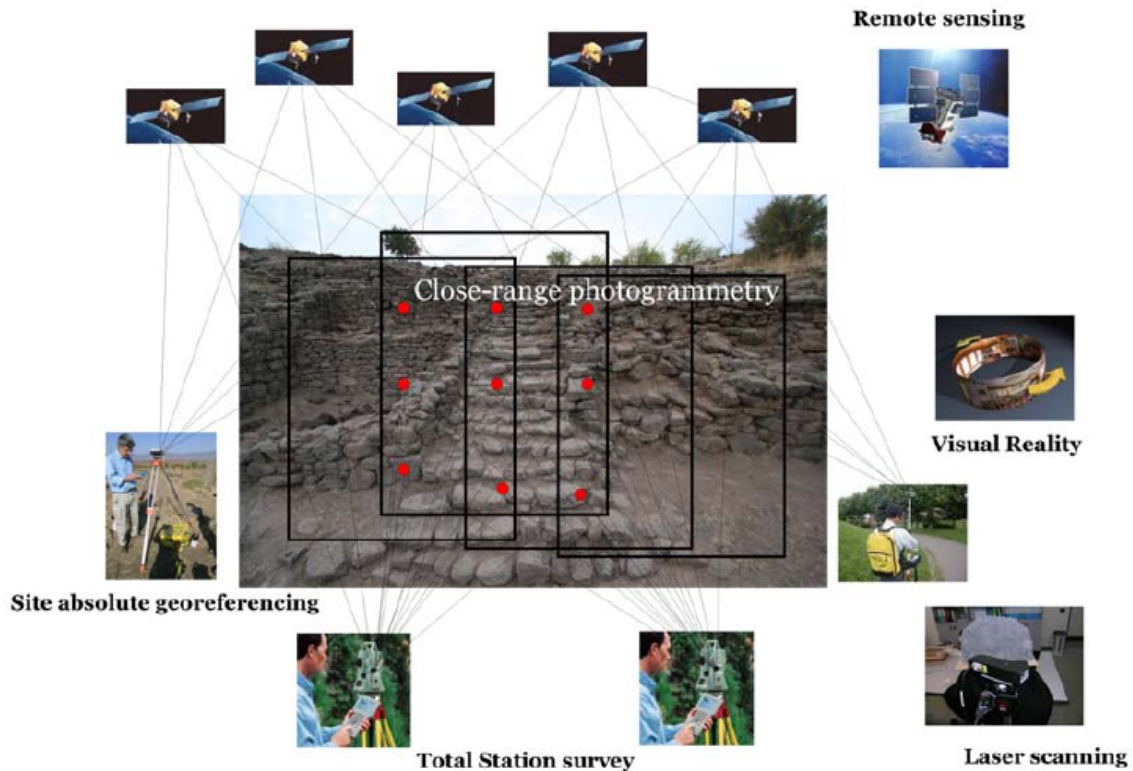 Remote sensing
Close-range photogrammetry
Visual Reality
Site absolute georeferencing
Total Station survey
Laser scanning